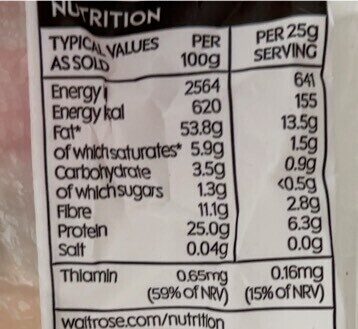 NUTRITION
TYPICAL VALUES AS SOLD PER 100g PER 25g SERVING
Energy 2564 641
Energy kal 620 155
Fat* 53.8g 13.5g
of which saturates* 5.9g 1.5g
Carbohydrate 3.5g 0.9g
of which sugars 1.3g <0.5g
Fibre 11.1g 2.8g
Protein 25.0g 6.3g
Salt 0.04g 0.0g
Thiamin 0.65mg 0.16mg
(59% of NRV) (15% of NRV)
waitrose.com/nutrition